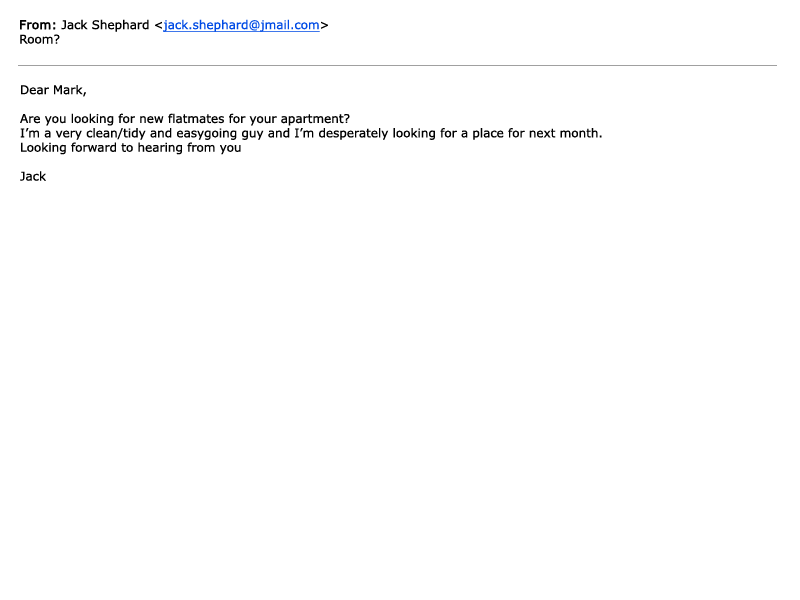 From: Jack Shephard <jack.shephard@jmail.com>
Room?
Dear Mark,
Are you looking for new flatmates for your apartment?
I'm a very clean/tidy and easygoing guy and I'm desperately looking for a place for next month.
Looking forward to hearing from you
Jack